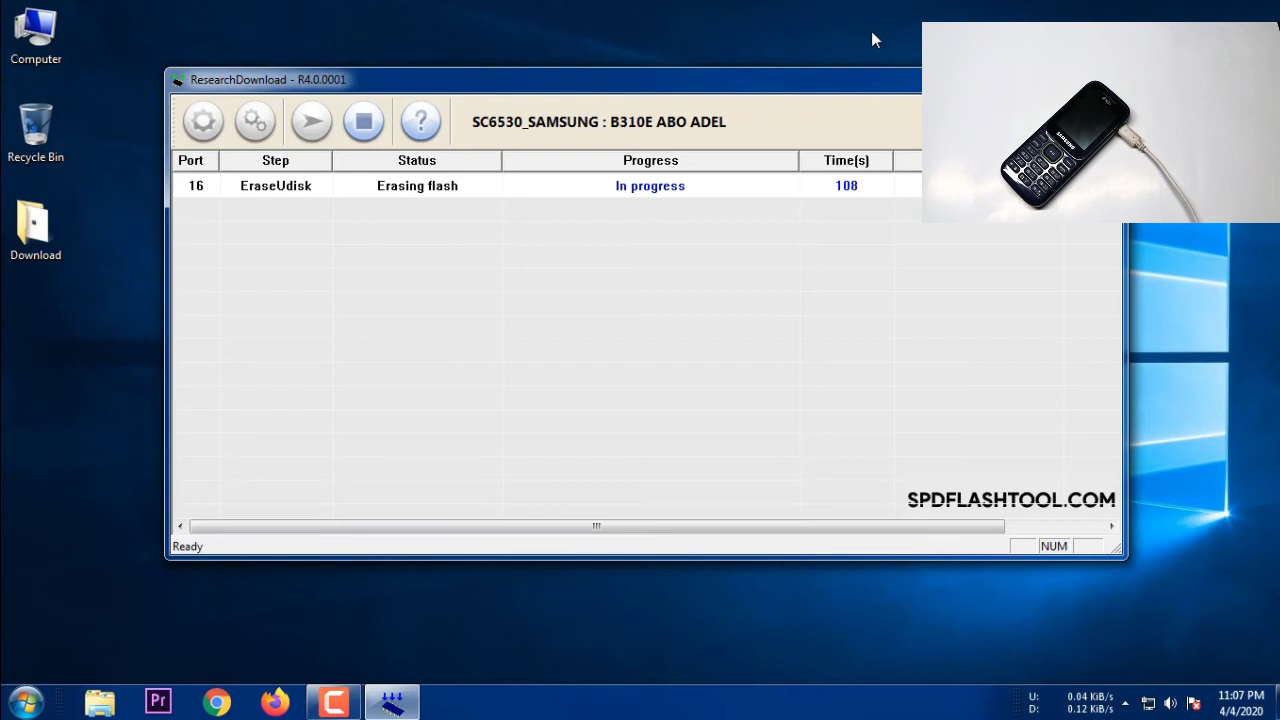 Computer
Recycle Bin
Download
ResearchDownload - R4.0.0001
SC6530_SAMSUNG : B310E ABO ADEL
Port Step Status Progress Time(s)
16 EraseUdisk Erasing flash In progress 108
SAMSUNG
SPDFLASHTOOL.COM
Ready
NUM
Pr
U: 0.04 KiB/s
D: 0.12 KiB/s
11:07 PM
4/4/2020